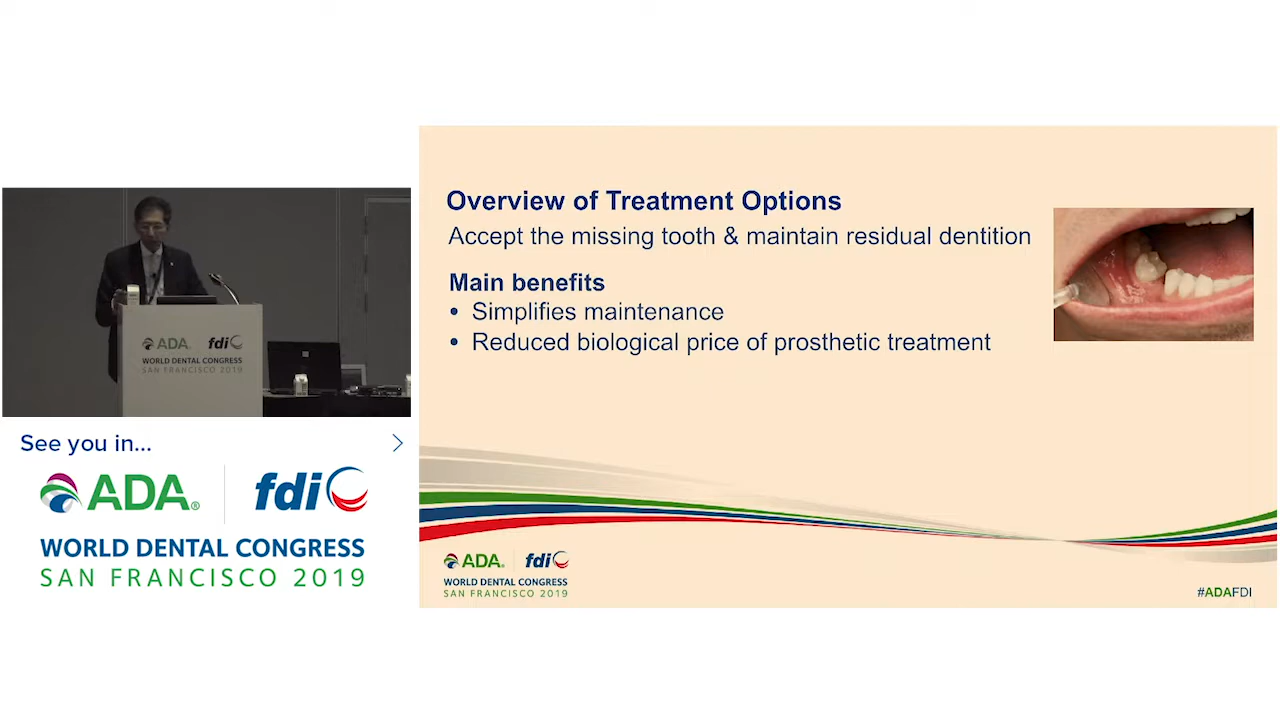 Overview of Treatment Options
Accept the missing tooth & maintain residual dentition
Main benefits
• Simplifies maintenance
• Reduced biological price of prosthetic treatment
ADA. fdi
WORLD DENTAL CONGRESS
SAN FRANCISCO 2019
See you in...
ADA® fdi
WORLD DENTAL CONGRESS
SAN FRANCISCO 2019
ADA. fdi
WORLD DENTAL CONGRESS
SAN FRANCISCO 2019
#ADAFDI